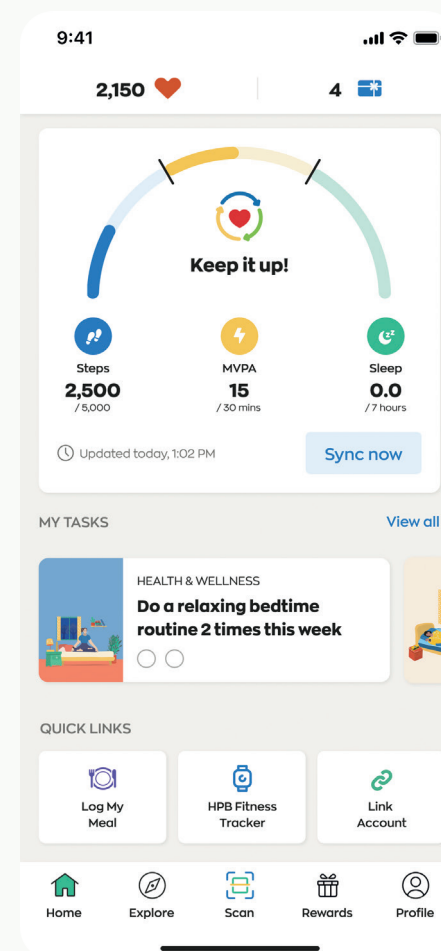 9:41
2,150
4
Keep it up!
Steps
2,500
/ 5,000
MVPA
15
/ 30 mins
Sleep
0.0
/ 7 hours
Updated today, 1:02 PM
Sync now
MY TASKS
View all
HEALTH & WELLNESS
Do a relaxing bedtime
routine 2 times this week
QUICK LINKS
Log My
Meal
HPB Fitness
Tracker
Link
Account
Home
Explore
Scan
Rewards
Profile